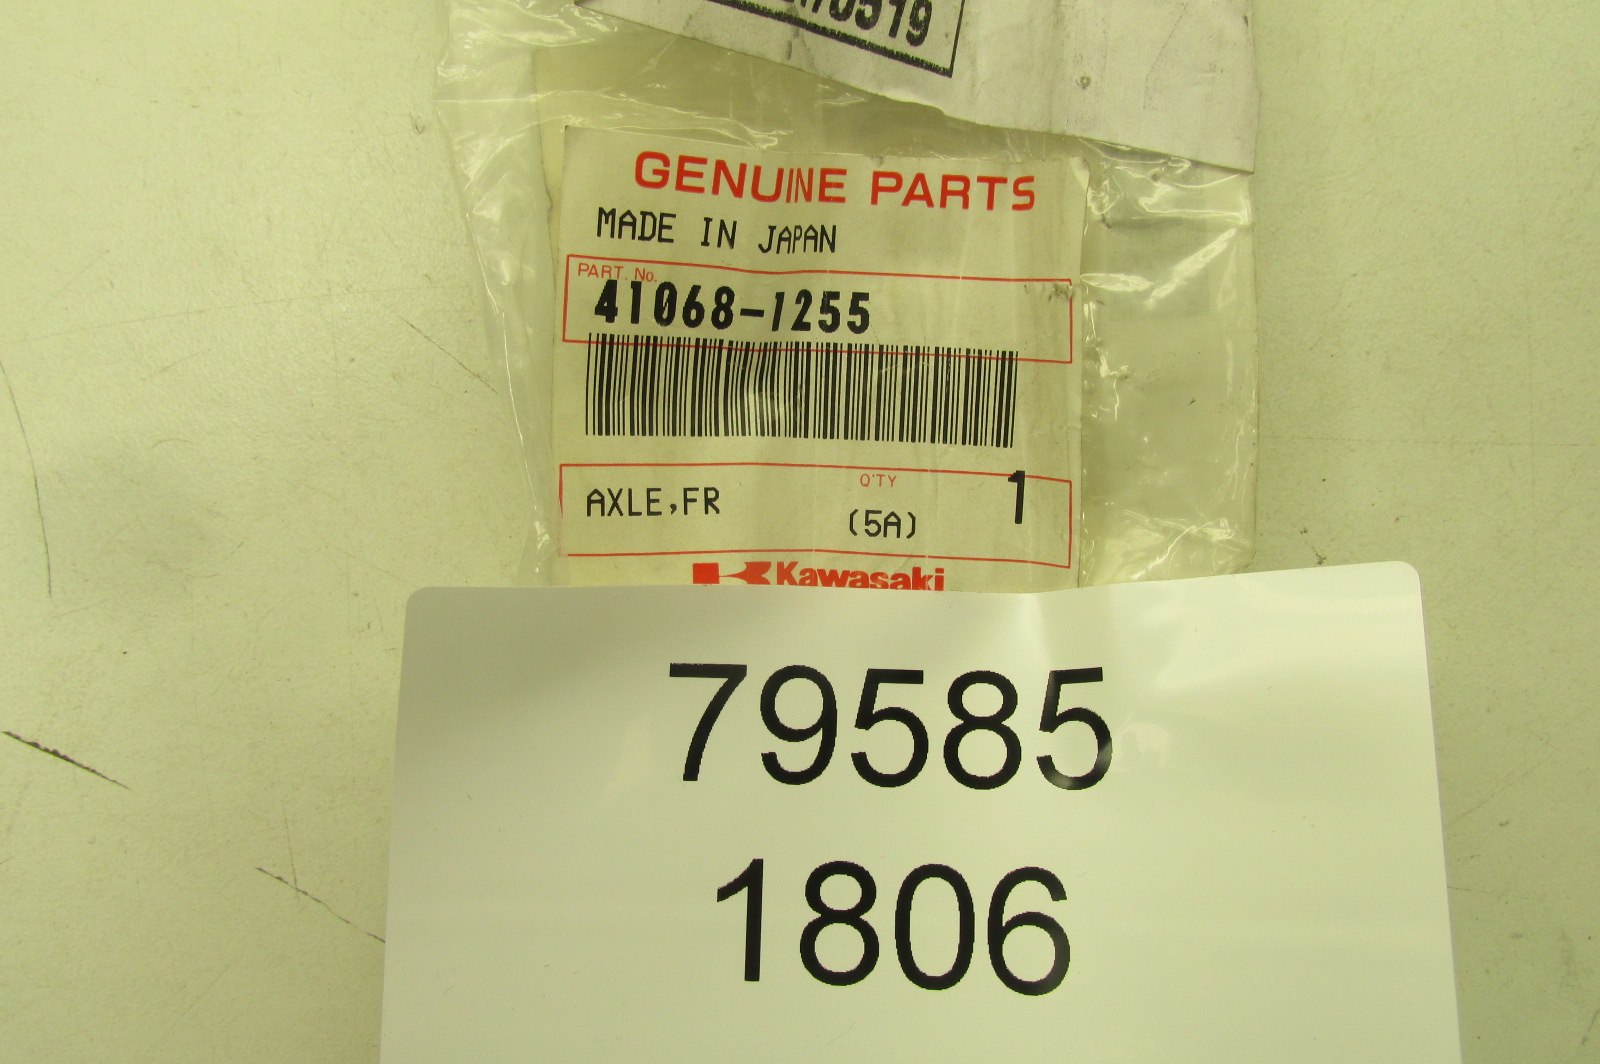 GENUINE PARTS
MADE IN JAPAN
PART. No.
41068-1255
AXLE,FR
Q'TY
(5A)
1
Kawasaki
79585
1806